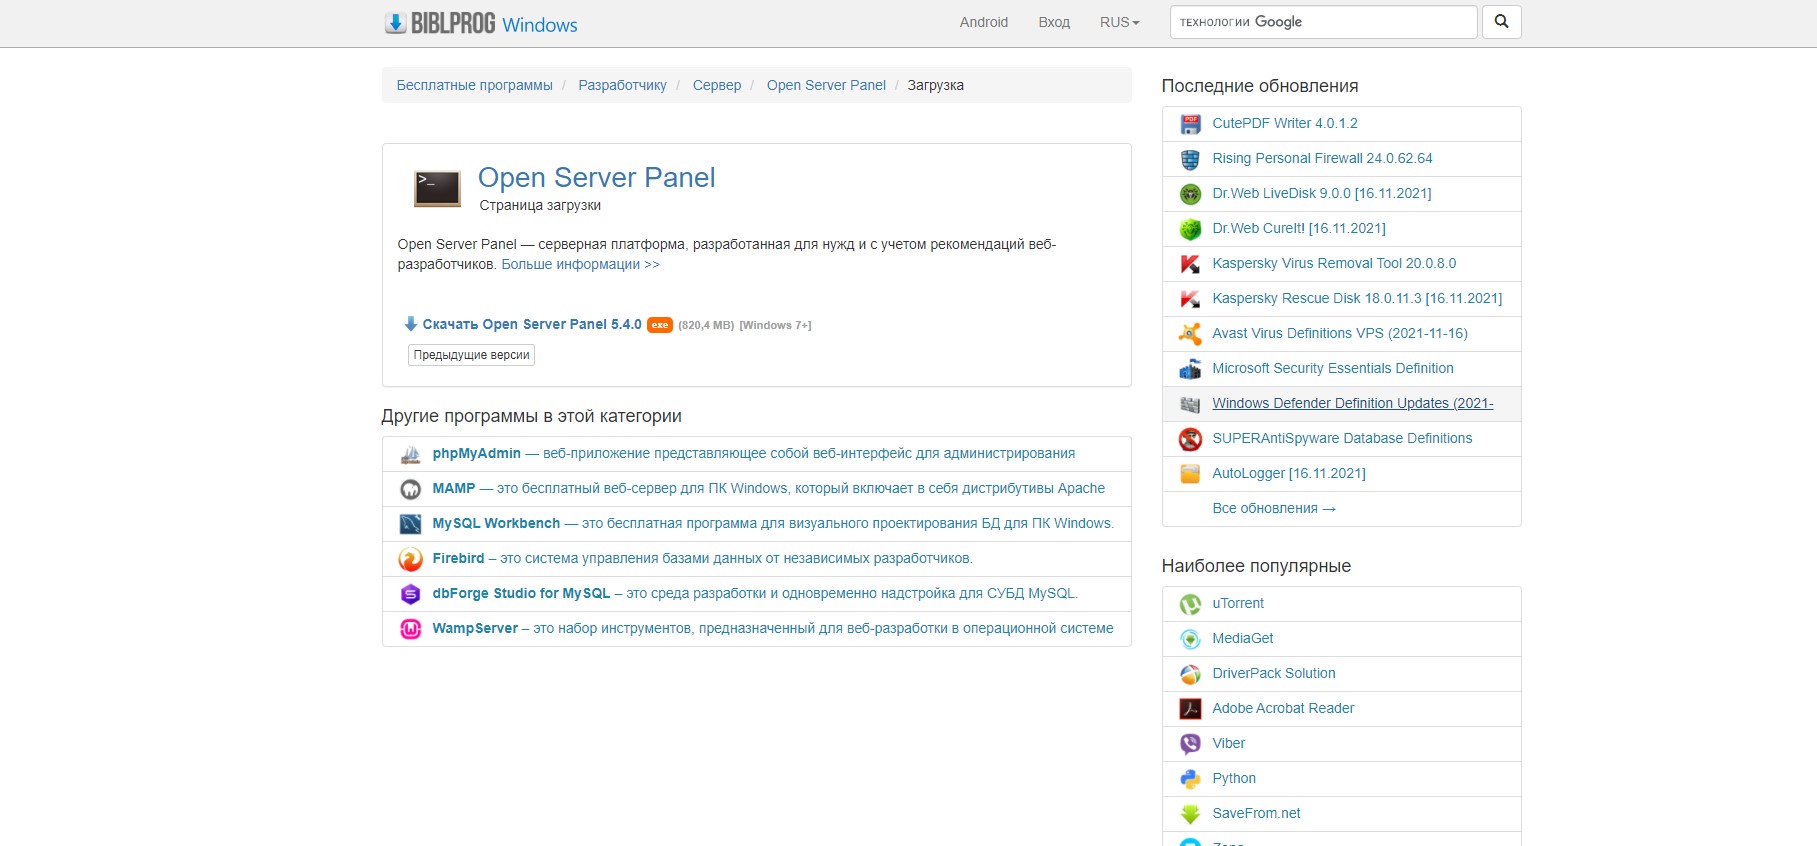 BIBLPROG Windows
Android Вход RUS
технологии Google
Бесплатные программы / Разработчику / Сервер / Open Server Panel / Загрузка
Open Server Panel
Страница загрузки
Open Server Panel — серверная платформа, разработанная для нужд и с учетом рекомендаций веб-
разработчиков. Больше информации >>
Скачать Open Server Panel 5.4.0 exe (820,4 MB) [Windows 7+]
Предыдущие версии
Другие программы в этой категории
phpMyAdmin — веб-приложение представляющее собой веб-интерфейс для администрирования
MAMP — это бесплатный веб-сервер для ПК Windows, который включает в себя дистрибутивы Apache
MySQL Workbench — это бесплатная программа для визуального проектирования БД для ПК Windows.
Firebird – это система управления базами данных от независимых разработчиков.
dbForge Studio for MySQL – это среда разработки и одновременно надстройка для СУБД MySQL.
WampServer – это набор инструментов, предназначенный для веб-разработки в операционной системе
Последние обновления
CutePDF Writer 4.0.1.2
Rising Personal Firewall 24.0.62.64
Dr.Web LiveDisk 9.0.0 [16.11.2021]
Dr.Web CureIt! [16.11.2021]
Kaspersky Virus Removal Tool 20.0.8.0
Kaspersky Rescue Disk 18.0.11.3 [16.11.2021]
Avast Virus Definitions VPS (2021-11-16)
Microsoft Security Essentials Definition
Windows Defender Definition Updates (2021-
SUPERAntiSpyware Database Definitions
AutoLogger [16.11.2021]
Все обновления →
Наиболее популярные
uTorrent
MediaGet
DriverPack Solution
Adobe Acrobat Reader
Viber
Python
SaveFrom.net